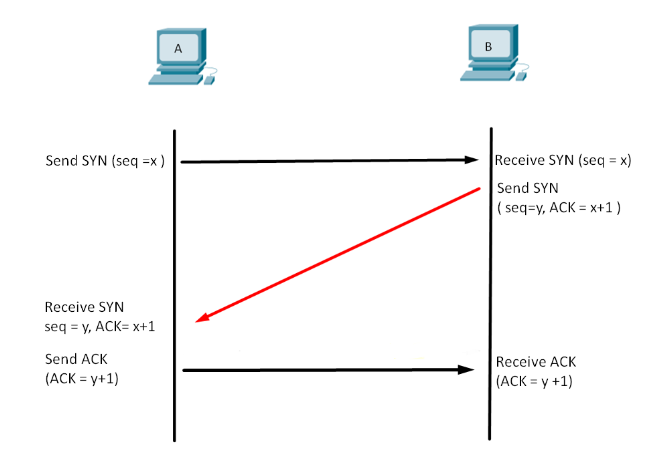 A
B
Send SYN (seq =x )
Receive SYN (seq = x)
Send SYN
( seq=y, ACK = x+1 )
Receive SYN
seq = y, ACK= x+1
Send ACK
(ACK = y+1)
Receive ACK
(ACK = y +1)